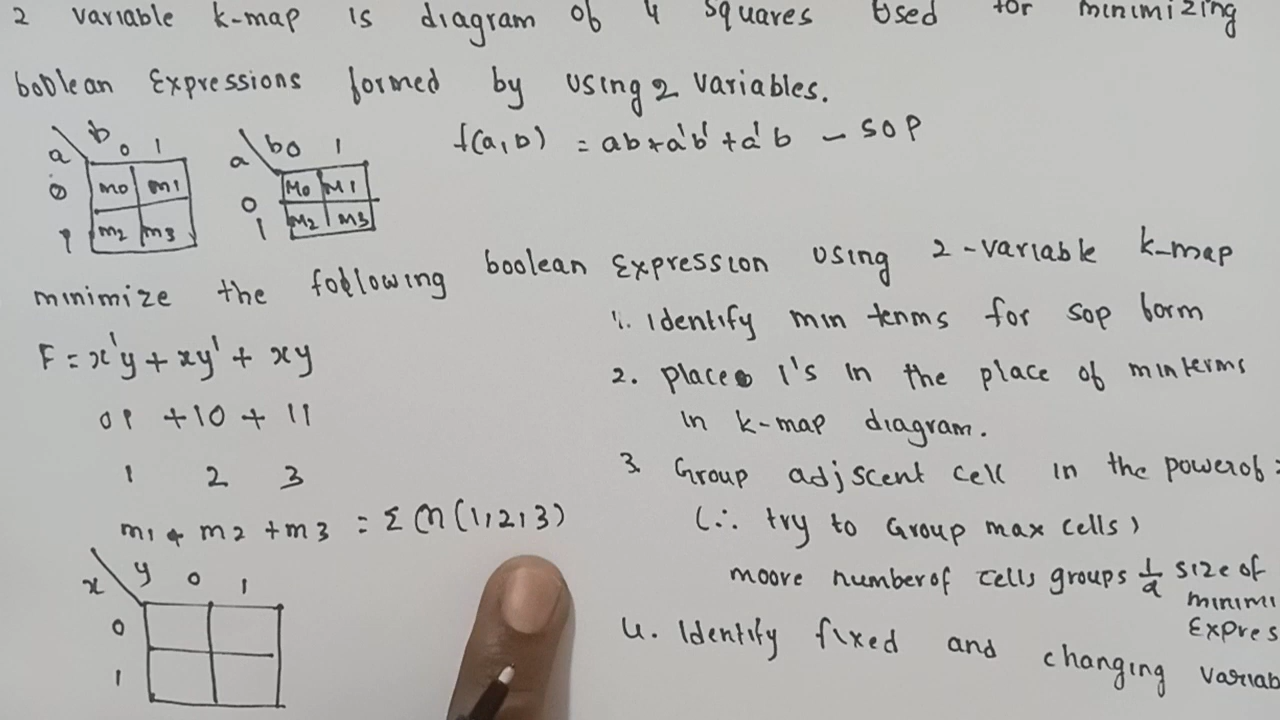 2 variable k-map is diagram of 4 squares used for minimizing
boolean Expressions formed by using 2 variables.
a b 0 1
0 m0 m1
1 m2 m3
a b 0 1
0 M0 M1
1 M2 M3
f(a,b) = ab+a'b'+a'b - SOP
minimize the following boolean Expression using 2-variable k-map
F = x'y + xy' + xy
01 + 10 + 11
1 2 3
m1 + m2 + m3 = Σ m(1,2,3)
x y 0 1
0
1
1. Identify min tenms for sop form
2. place 1's in the place of minterms
in k-map diagram.
3. Group adjscent cell in the powerof 2
(∴ try to Group max cells)
moore numberof cells groups 1/a size of
minimi
Expres
4. Identify fixed and changing variab